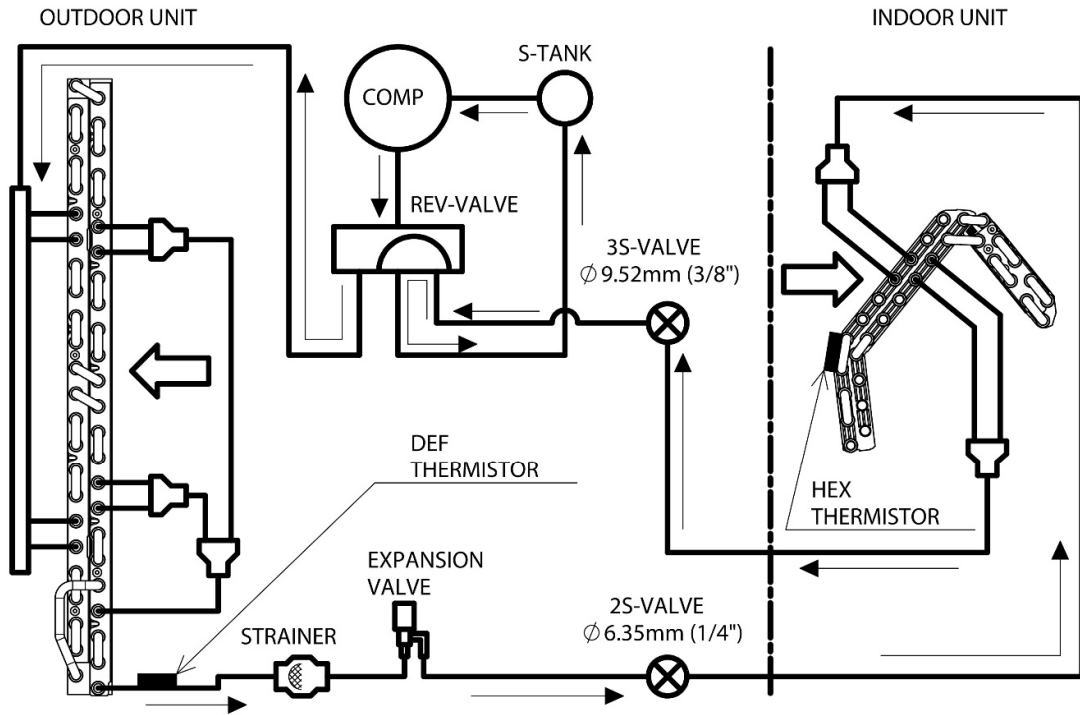 OUTDOOR UNIT
INDOOR UNIT
S-TANK
COMP
REV-VALVE
3S-VALVE
∅9.52mm (3/8")
DEF
THERMISTOR
HEX
THERMISTOR
EXPANSION
VALVE
STRAINER
2S-VALVE
∅6.35mm (1/4")